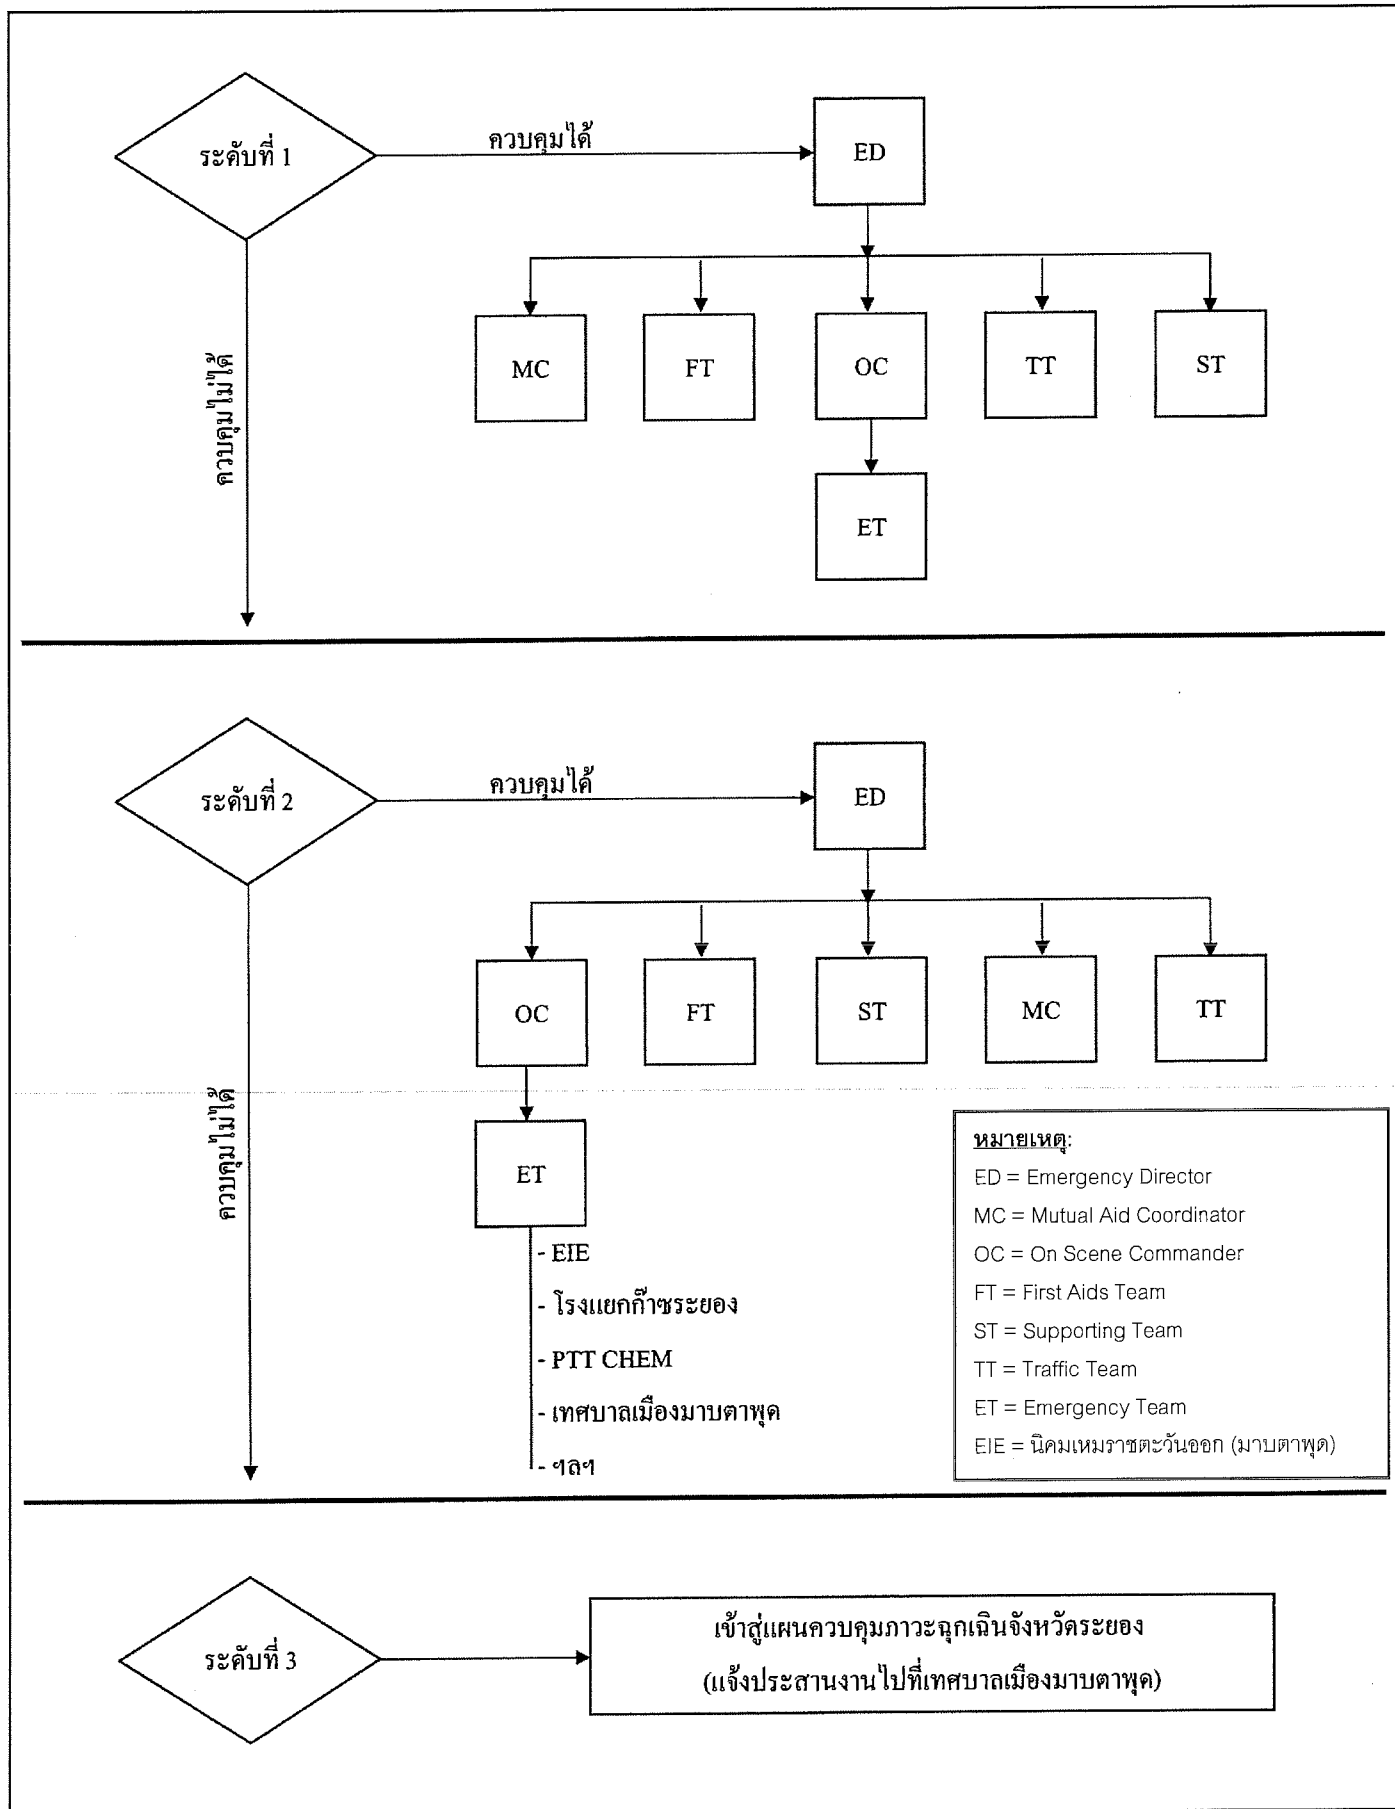 ระดับที่ 1
ควบคุมได้
ED
MC
FT
OC
TT
ST
ควบคุมไม่ได้
ET
ระดับที่ 2
ควบคุมได้
ED
OC
FT
ST
MC
TT
ควบคุมไม่ได้
ET
- EIE
- โรงแยกก๊าซระยอง
- PTT CHEM
- เทศบาลเมืองมาบตาพุด
- ฯลฯ
หมายเหตุ:
ED = Emergency Director
MC = Mutual Aid Coordinator
OC = On Scene Commander
FT = First Aids Team
ST = Supporting Team
TT = Traffic Team
ET = Emergency Team
EIE = นิคมเหมราชตะวันออก (มาบตาพุด)
ระดับที่ 3
เข้าสู่แผนควบคุมภาวะฉุกเฉินจังหวัดระยอง
(แจ้งประสานงานไปที่เทศบาลเมืองมาบตาพุด)